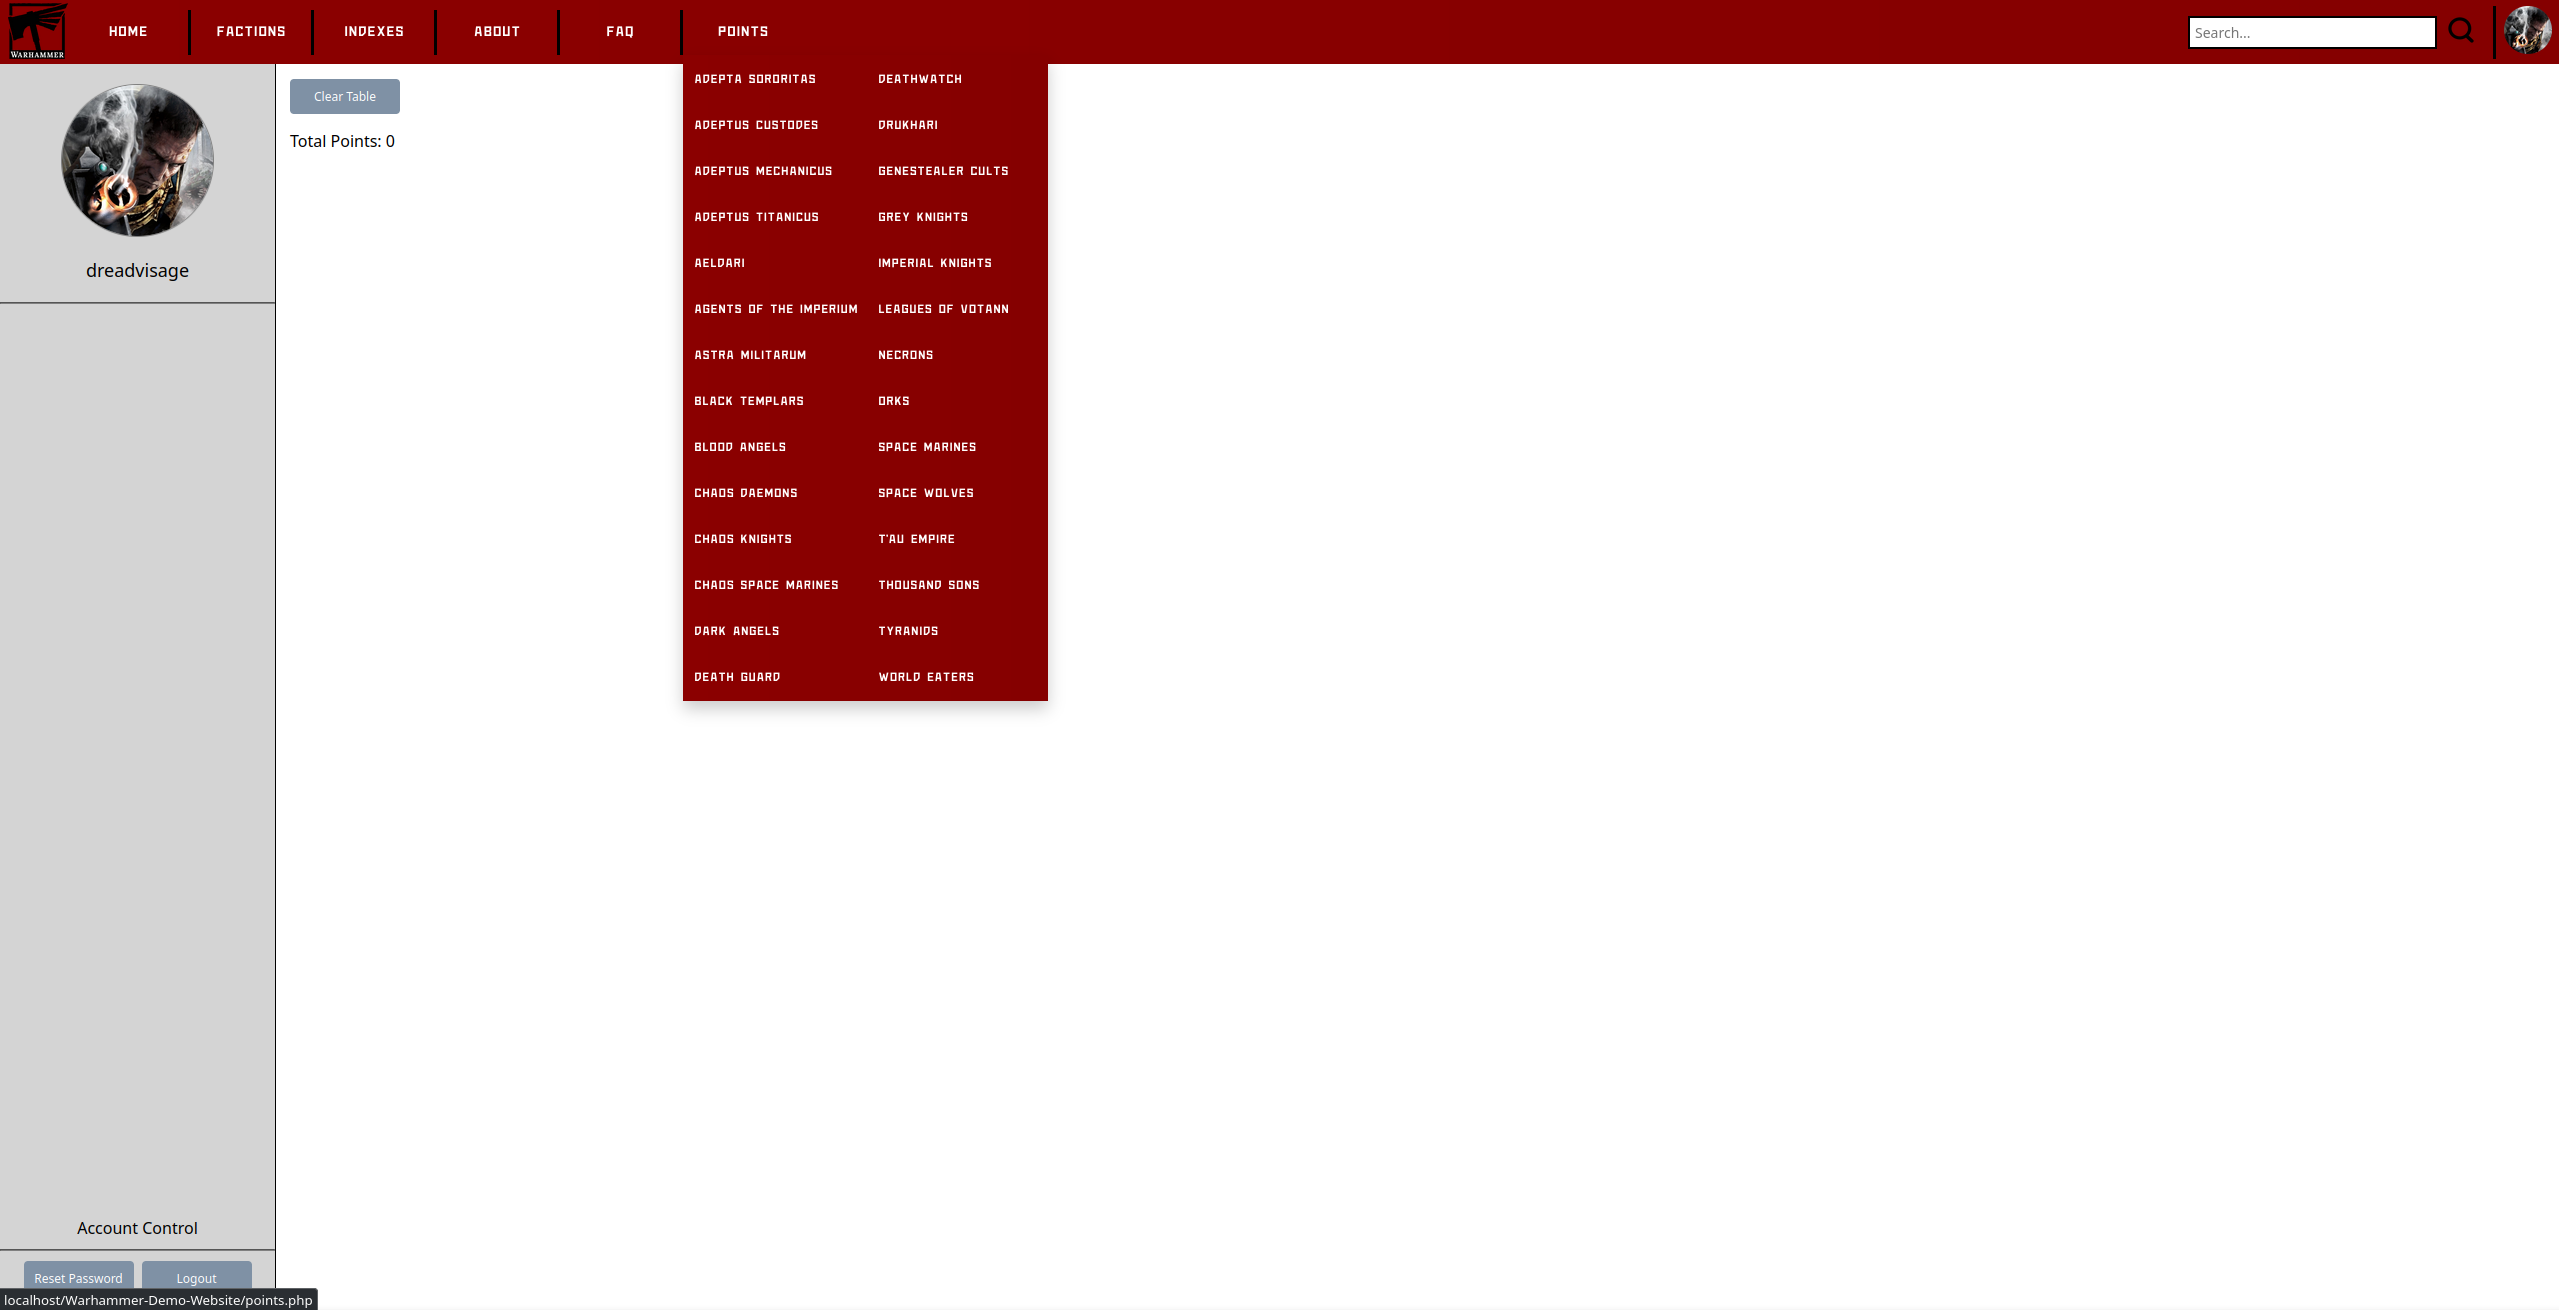 WARHAMMER
HOME FACTIONS INDEXES ABOUT FAQ POINTS
Search...
dreadvisage
Clear Table
Total Points: 0
ADEPTA SORORITAS DEATHWATCH
ADEPTUS CUSTODES DRUKHARI
ADEPTUS MECHANICUS GENESTEALER CULTS
ADEPTUS TITANICUS GREY KNIGHTS
AELDARI IMPERIAL KNIGHTS
AGENTS OF THE IMPERIUM LEAGUES OF VOTANN
ASTRA MILITARUM NECRONS
BLACK TEMPLARS ORKS
BLOOD ANGELS SPACE MARINES
CHAOS DAEMONS SPACE WOLVES
CHAOS KNIGHTS T'AU EMPIRE
CHAOS SPACE MARINES THOUSAND SONS
DARK ANGELS TYRANIDS
DEATH GUARD WORLD EATERS
Account Control
Reset Password Logout
localhost/Warhammer-Demo-Website/points.php